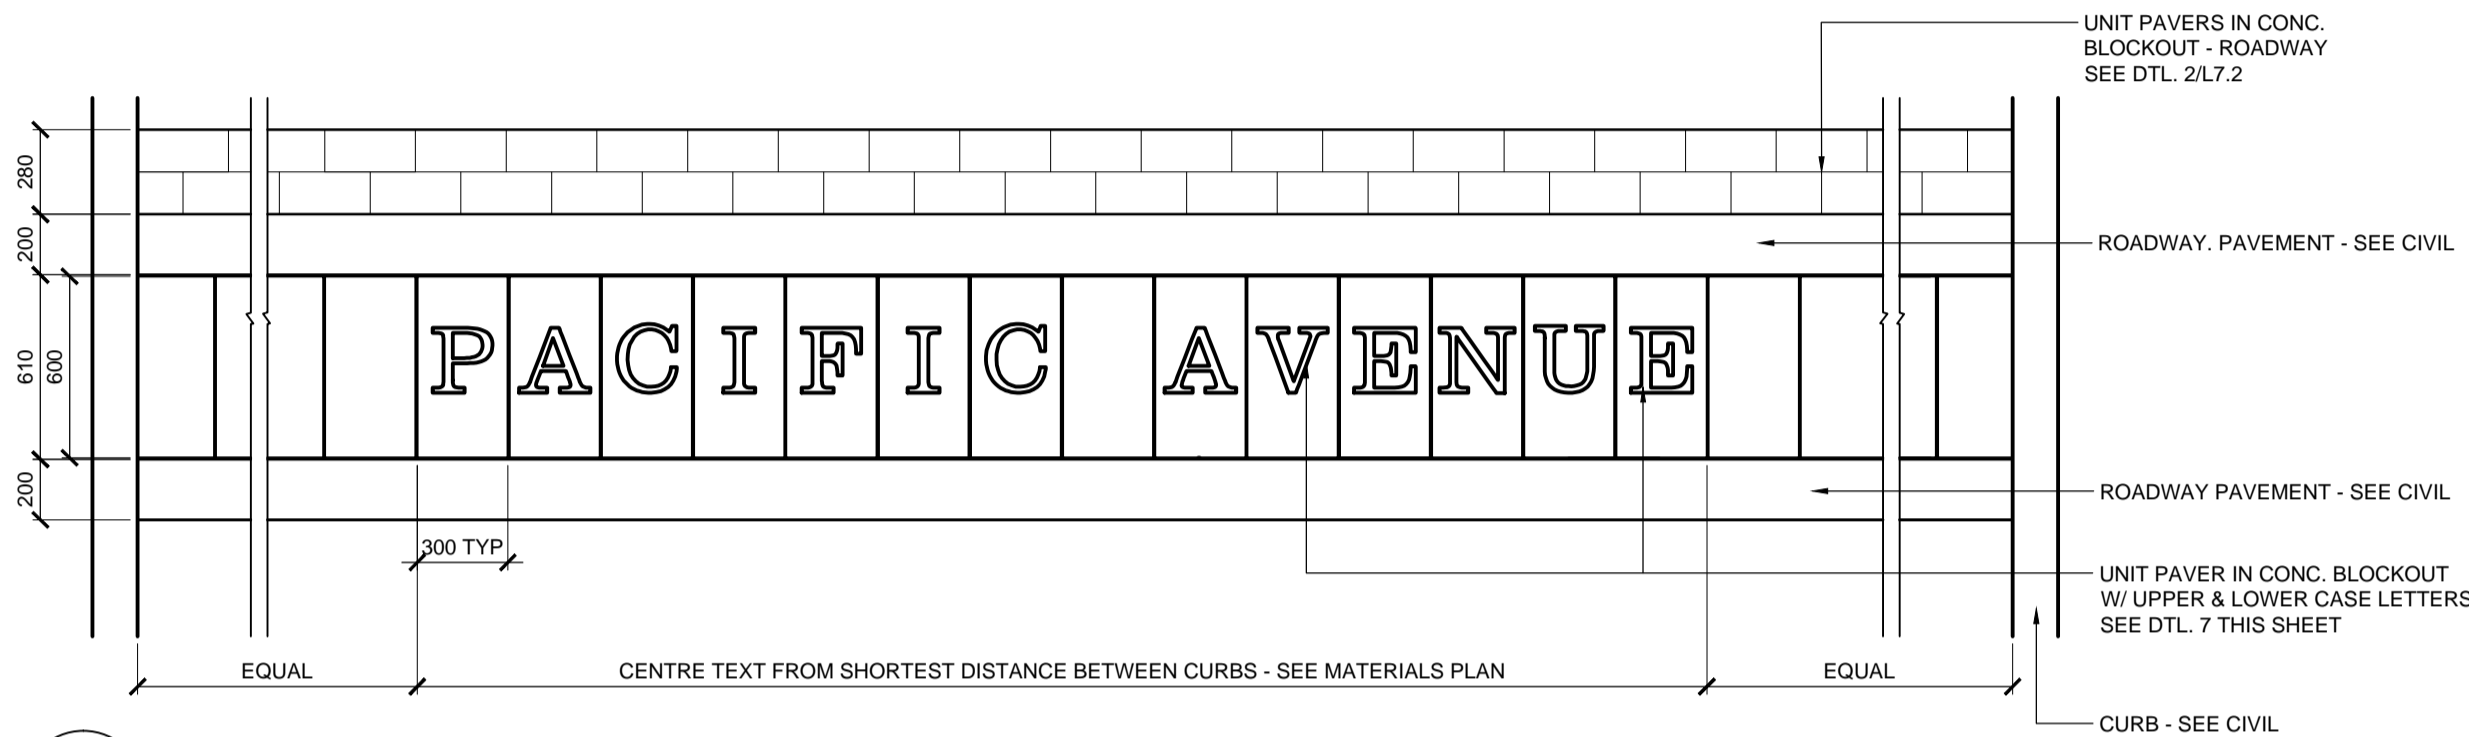 UNIT PAVERS IN CONC.
BLOCKOUT - ROADWAY
SEE DTL. 2/L7.2
280
200
ROADWAY. PAVEMENT - SEE CIVIL
610
600
PACIFIC AVENUE
200
ROADWAY PAVEMENT - SEE CIVIL
300 TYP
UNIT PAVER IN CONC. BLOCKOUT
W/ UPPER & LOWER CASE LETTERS
SEE DTL. 7 THIS SHEET
EQUAL
CENTRE TEXT FROM SHORTEST DISTANCE BETWEEN CURBS - SEE MATERIALS PLAN
EQUAL
CURB - SEE CIVIL